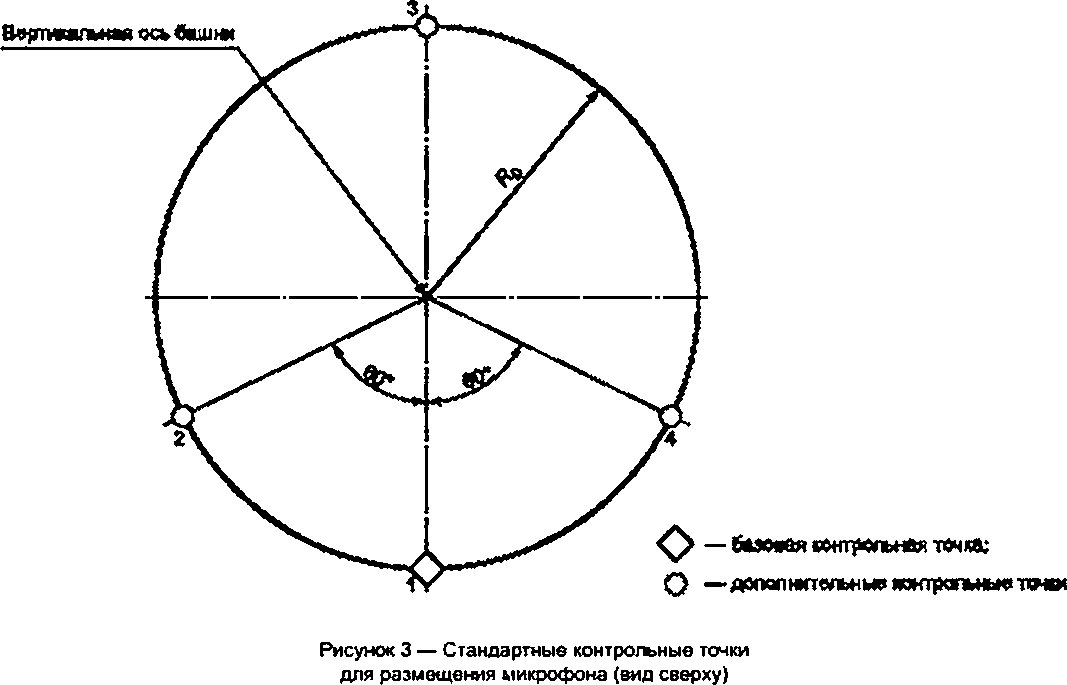 3
Вертикальная ось башни
60° 60°
2
4
1
— базовая контрольная точка;
— дополнительные контрольные точки
Рисунок 3 — Стандартные контрольные точки
для размещения микрофона (вид сверху)